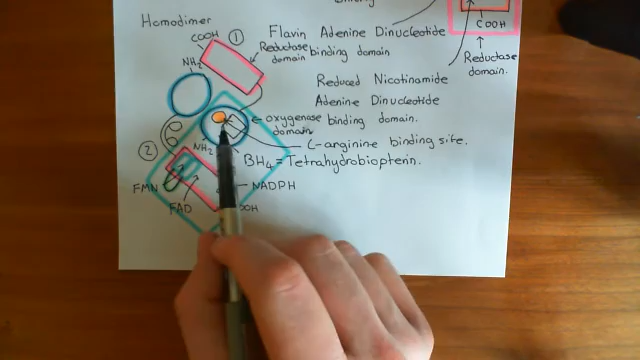 Homodimer
COOH
①
NH₂
Reductase
domain
Flavin Adenine Dinucleotide
binding domain
COOH
Reductase
domain.
Reduced Nicotinamide
Adenine Dinucleotide
binding domain.
oxygenase
domain
L-arginine binding site.
NH₂
BH₄ = Tetrahydrobiopterin.
②
FMN
FAD
NADPH